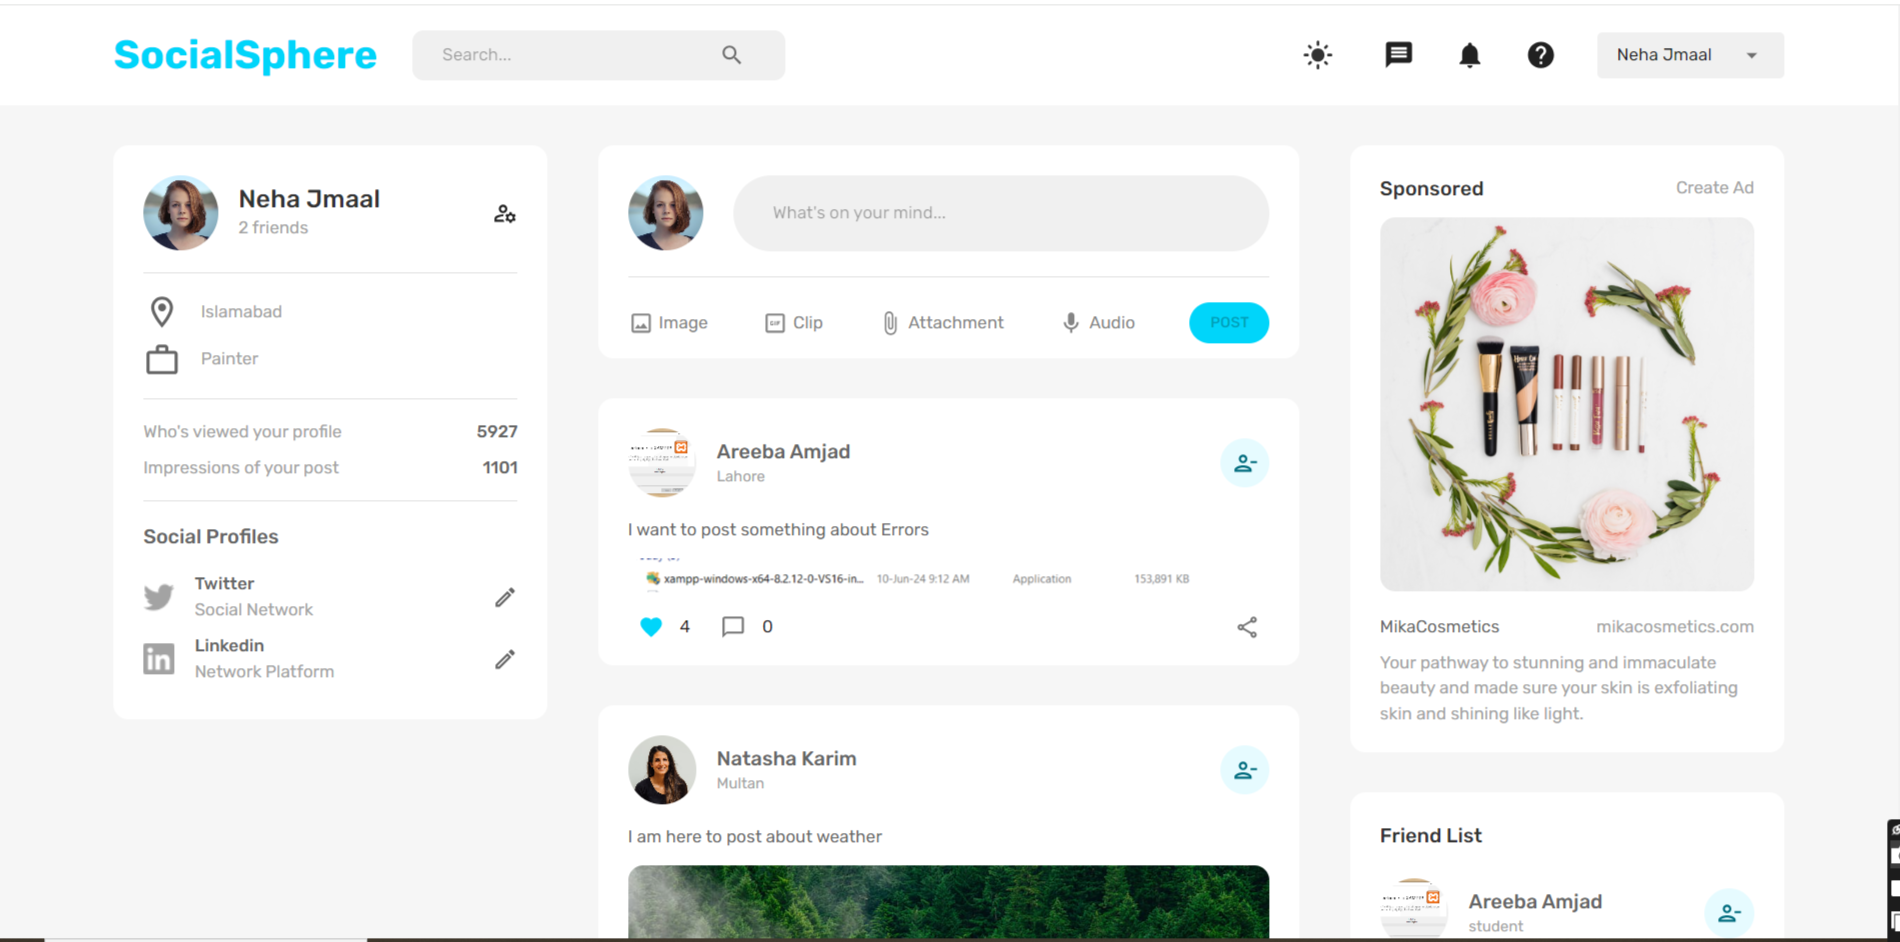 SocialSphere
Search...
Neha Jmaal
Neha Jmaal
2 friends
Islamabad
Painter
Who's viewed your profile 5927
Impressions of your post 1101
Social Profiles
Twitter
Social Network
Linkedin
Network Platform
What's on your mind...
Image
GIF
Clip
Attachment
Audio
POST
Areeba Amjad
Lahore
I want to post something about Errors
xampp-windows-x64-8.2.12-0-VS16-in... 10-Jun-24 9:12 AM Application 153,891 KB
4 0
Natasha Karim
Multan
I am here to post about weather
Sponsored Create Ad
MikaCosmetics mikacosmetics.com
Your pathway to stunning and immaculate
beauty and made sure your skin is exfoliating
skin and shining like light.
Friend List
Areeba Amjad
student